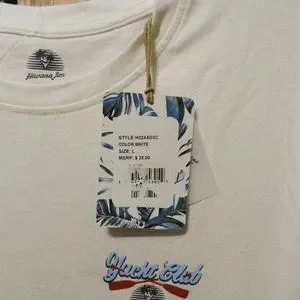 Havana Jim
STYLE:H22AB03C
COLOR:WHITE
SIZE: L
MSRP: $ 25.00
Yacht Club